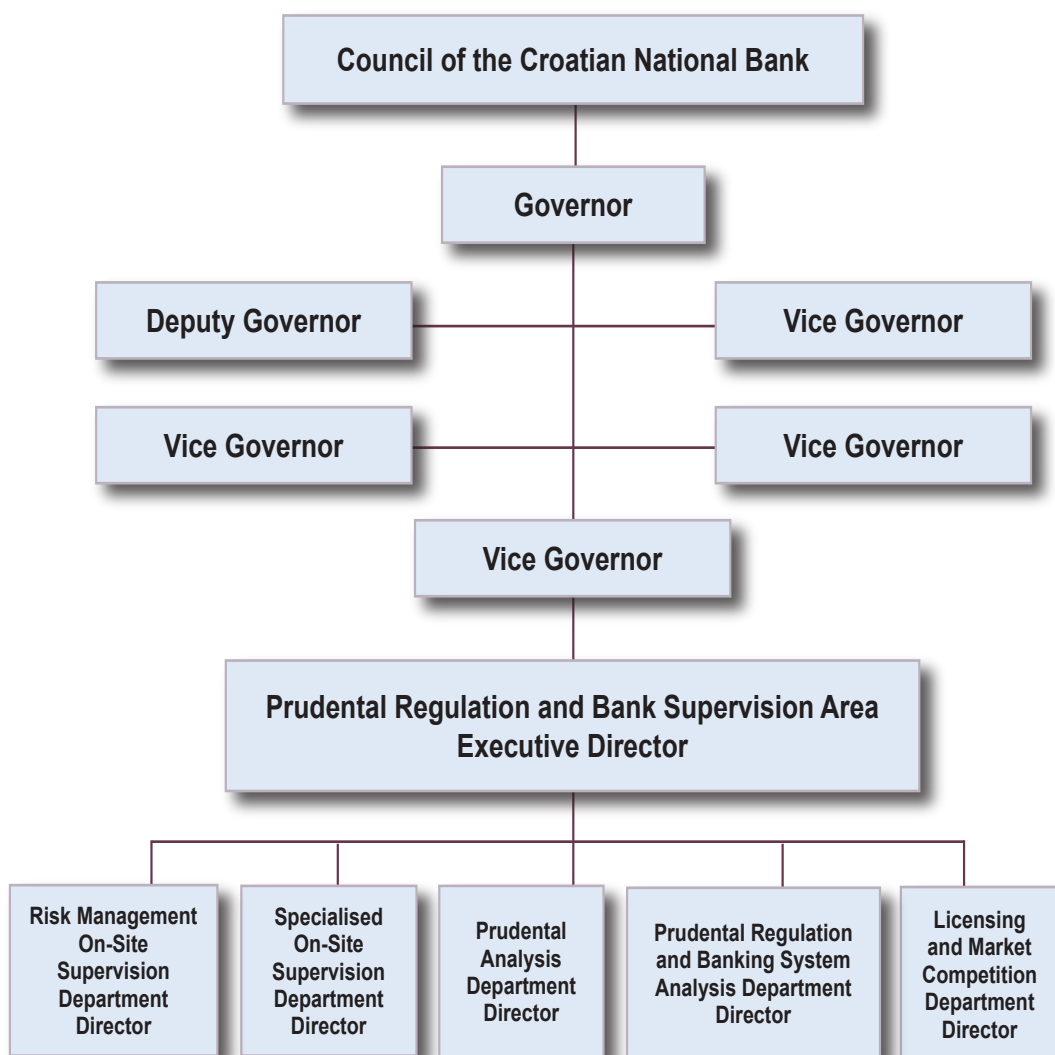 Council of the Croatian National Bank
Governor
Deputy Governor
Vice Governor
Vice Governor
Vice Governor
Vice Governor
Prudental Regulation and Bank Supervision Area
Executive Director
Risk Management
On-Site
Supervision
Department
Director
Specialised
On-Site
Supervision
Department
Director
Prudental
Analysis
Department
Director
Prudental Regulation
and Banking System
Analysis Department
Director
Licensing
and Market
Competition
Department
Director